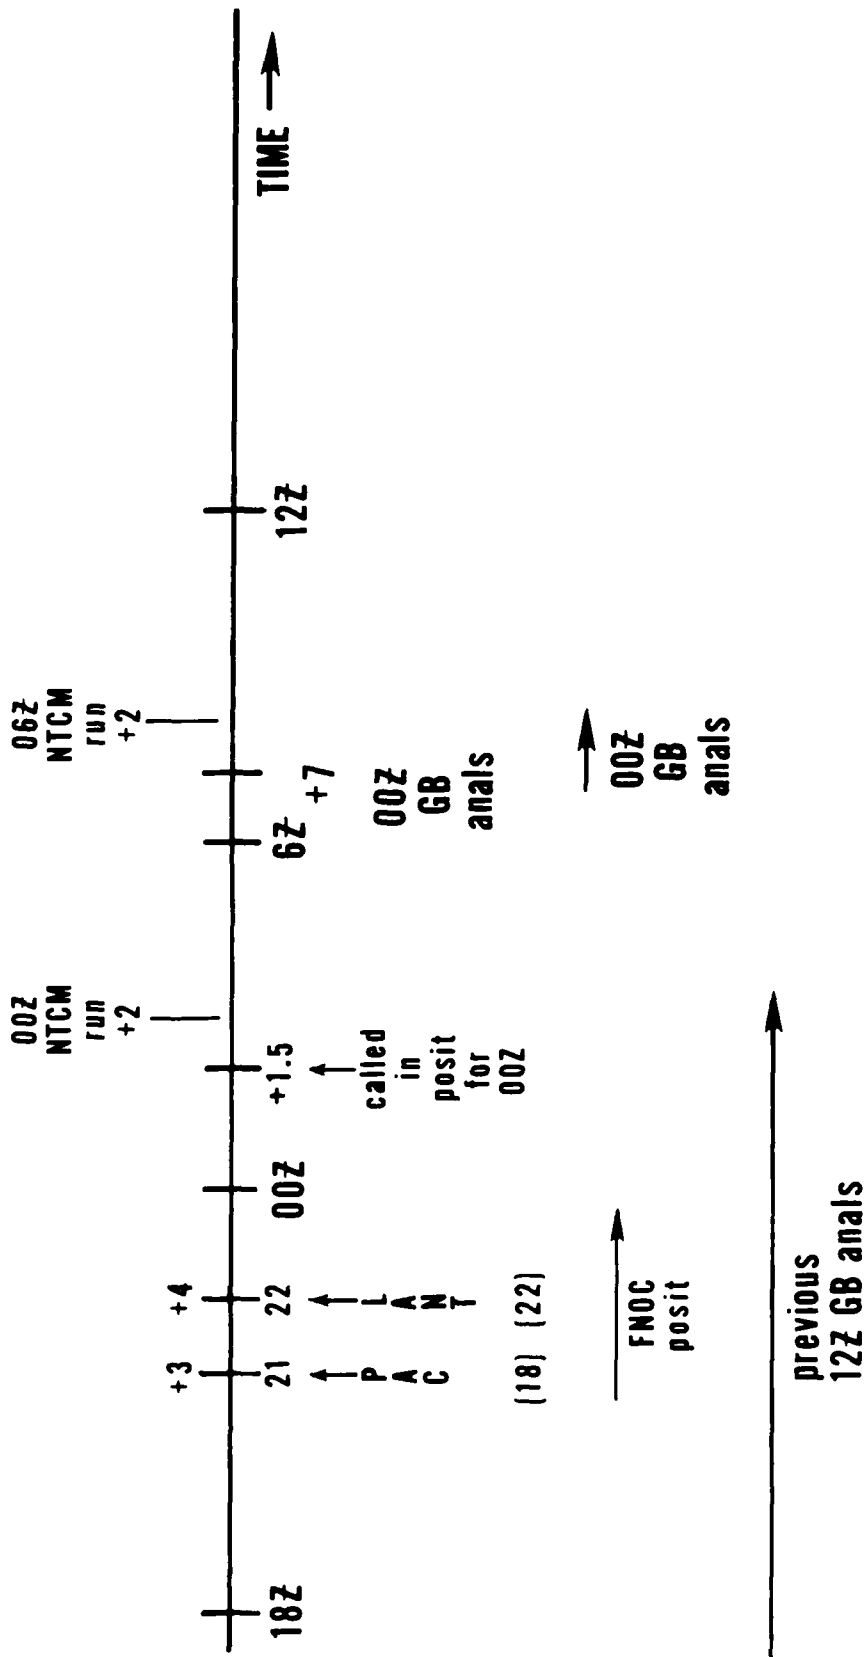 00Z
NTCM
run
+2
06Z
NTCM
run
+2
+3
+4
18Z
21
22
00Z
+1.5
6Z
+7
12Z
TIME
PAC
LANT
called
in
posit
for
00Z
00Z
GB
anals
(18) (22)
FNOC
posit
00Z
GB
anals
previous
12Z GB anals